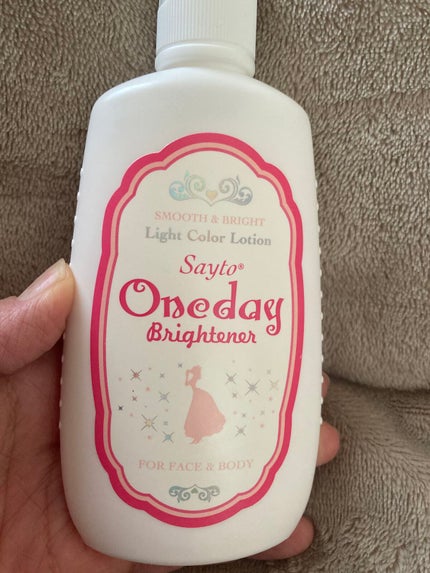 SMOOTH & BRIGHT
Light Color Lotion
Sayto®
Oneday
Brightener
FOR FACE & BODY